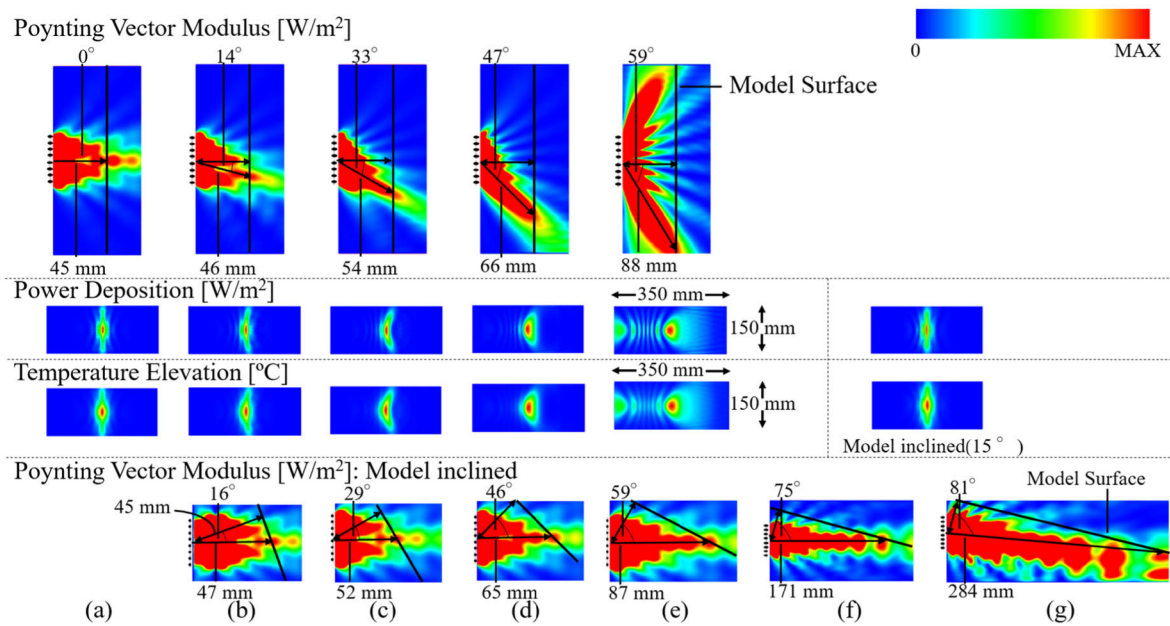 Poynting Vector Modulus [W/m²]
0 MAX
0° 14° 33° 47° 59°
Model Surface
45 mm 46 mm 54 mm 66 mm 88 mm
Power Deposition [W/m²]
350 mm
150 mm
Temperature Elevation [ºC]
350 mm
150 mm
Model inclined(15°)
Poynting Vector Modulus [W/m²]: Model inclined
16° 29° 46° 59° 75° 81° Model Surface
45 mm
47 mm 52 mm 65 mm 87 mm 171 mm 284 mm
(a) (b) (c) (d) (e) (f) (g)